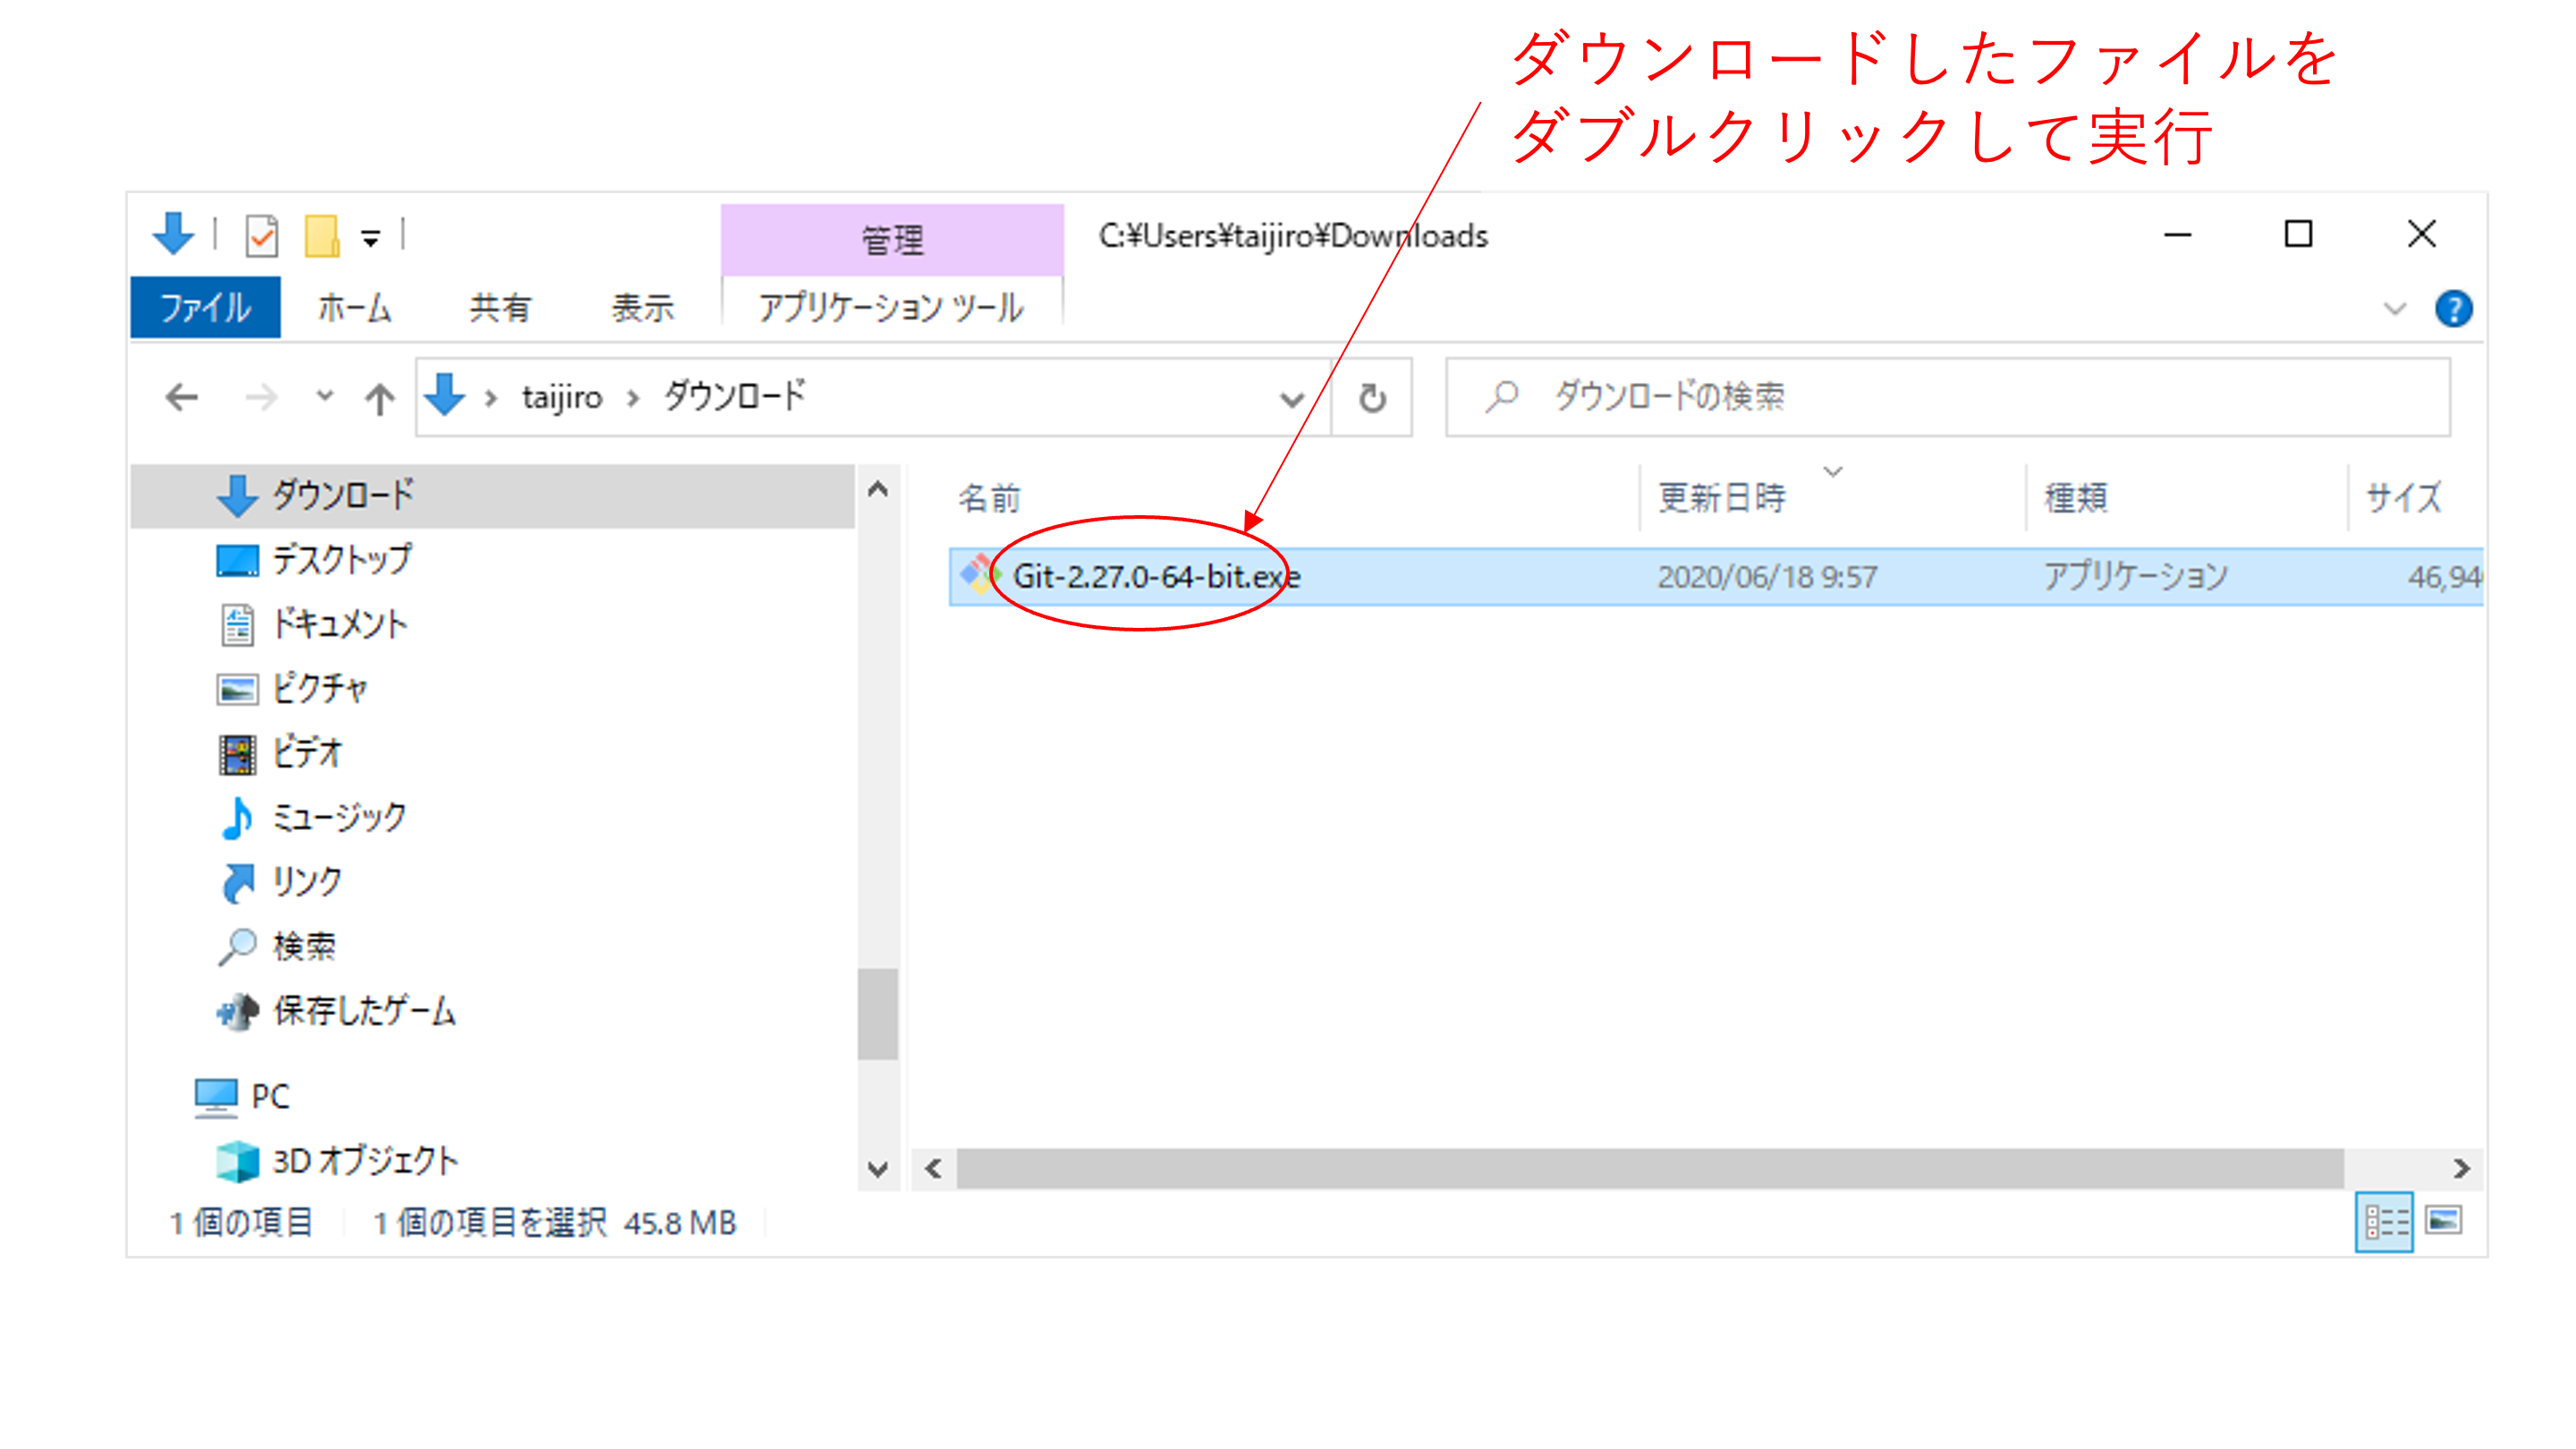 ダウンロードしたファイルを
ダブルクリックして実行
管理
C:¥Users¥taijiro¥Downloads
ファイル ホーム 共有 表示 アプリケーション ツール
taijiro › ダウンロード
ダウンロードの検索
名前 更新日時 種類 サイズ
Git-2.27.0-64-bit.exe 2020/06/18 9:57 アプリケーション 46,94
ダウンロード
デスクトップ
ドキュメント
ピクチャ
ビデオ
ミュージック
リンク
検索
保存したゲーム
PC
3D オブジェクト
1 個の項目 1 個の項目を選択 45.8 MB